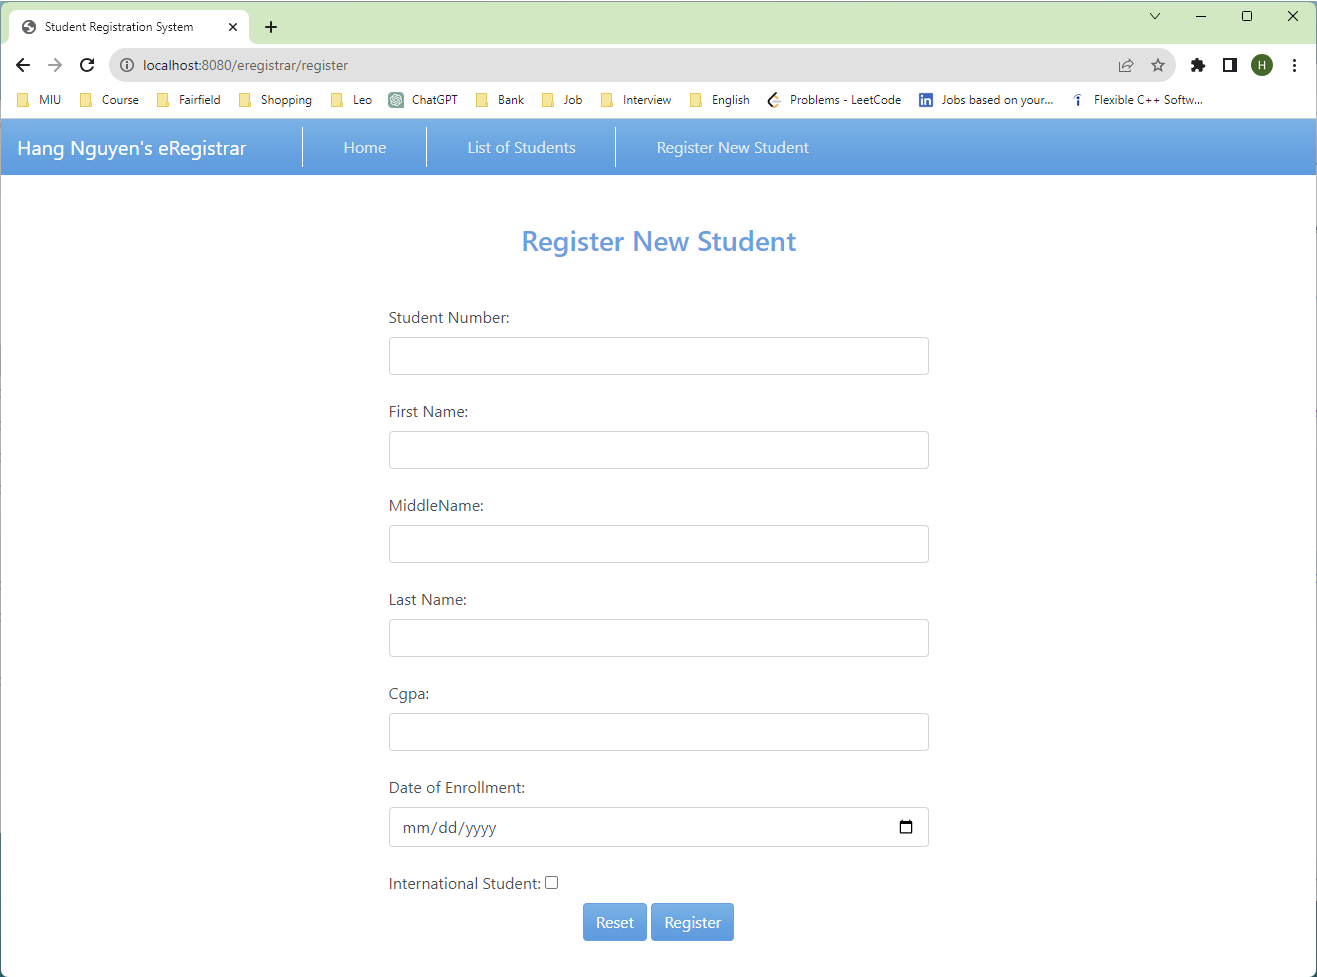 Student Registration System
localhost:8080/eregistrar/register
H
MIU Course Fairfield Shopping Leo ChatGPT Bank Job Interview English Problems - LeetCode Jobs based on your... Flexible C++ Softw...
Hang Nguyen's eRegistrar Home List of Students Register New Student
Register New Student
Student Number:
First Name:
MiddleName:
Last Name:
Cgpa:
Date of Enrollment:
mm/dd/yyyy
International Student:
Reset Register